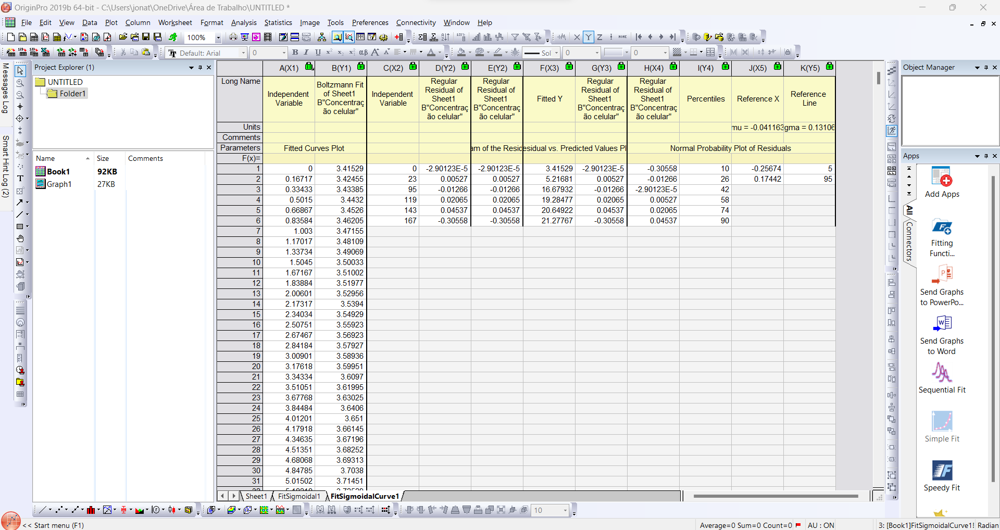 OriginPro 2019b 64-bit - C:\Users\jonat\OneDrive\Área de Trabalho\UNTITLED *
File Edit View Data Plot Column Worksheet Format Analysis Statistics Image Tools Preferences Connectivity Window Help
100%
Default: Arial 0 B I U Sol 0 0
Messages Log
Smart Hint Log (2)
Project Explorer (1)
UNTITLED
Folder1
Name Size Comments
Book1 92KB
Graph1 27KB
A(X1) B(Y1) C(X2) D(Y2) E(Y2) F(X3) G(Y3) H(X4) I(Y4) J(X5) K(Y5)
Long Name
Independent Variable
Boltzmann Fit of Sheet1 B"Concentraç ão celular"
Independent Variable
Regular Residual of Sheet1 B"Concentraç ão celular"
Regular Residual of Sheet1 B"Concentraç ão celular"
Fitted Y
Regular Residual of Sheet1 B"Concentraç ão celular"
Regular Residual of Sheet1 B"Concentraç ão celular"
Percentiles
Reference X
Reference Line
Units mu = -0.041163 gma = 0.13106
Comments
Parameters Fitted Curves Plot am of the Resid esidual vs. Predicted Values Pl Normal Probability Plot of Residuals
F(x)=
1 0 3.41529 0 -2.90123E-5 -2.90123E-5 3.41529 -2.90123E-5 -0.30558 10 -0.25674 5
2 0.16717 3.42455 23 0.00527 0.00527 5.21681 0.00527 -0.01266 26 0.17442 95
3 0.33433 3.43385 95 -0.01266 -0.01266 16.67932 -0.01266 -2.90123E-5 42
4 0.5015 3.4432 119 0.02065 0.02065 19.28477 0.02065 0.00527 58
5 0.66867 3.4526 143 0.04537 0.04537 20.64922 0.04537 0.02065 74
6 0.83584 3.46205 167 -0.30558 -0.30558 21.27767 -0.30558 0.04537 90
7 1.003 3.47155
8 1.17017 3.48109
9 1.33734 3.49069
10 1.5045 3.50033
11 1.67167 3.51002
12 1.83884 3.51977
13 2.00601 3.52956
14 2.17317 3.5394
15 2.34034 3.54929
16 2.50751 3.55923
17 2.67467 3.56923
18 2.84184 3.57927
19 3.00901 3.58936
20 3.17618 3.59951
21 3.34334 3.6097
22 3.51051 3.61995
23 3.67768 3.63025
24 3.84484 3.6406
25 4.01201 3.651
26 4.17918 3.66145
27 4.34635 3.67196
28 4.51351 3.68252
29 4.68068 3.69313
30 4.84785 3.7038
31 5.01502 3.71451
Sheet1 FitSigmoidal1 FitSigmoidalCurve1
Object Manager
Apps
All
Connectors
Add Apps
Fitting
Functi...
Send Graphs
to PowerPo...
Send Graphs
to Word
Sequential Fit
Simple Fit
Speedy Fit
10
<< Start menu (F1)
Average=0 Sum=0 Count=0 AU : ON 3: [Book1]FitSigmoidalCurve1! Radian